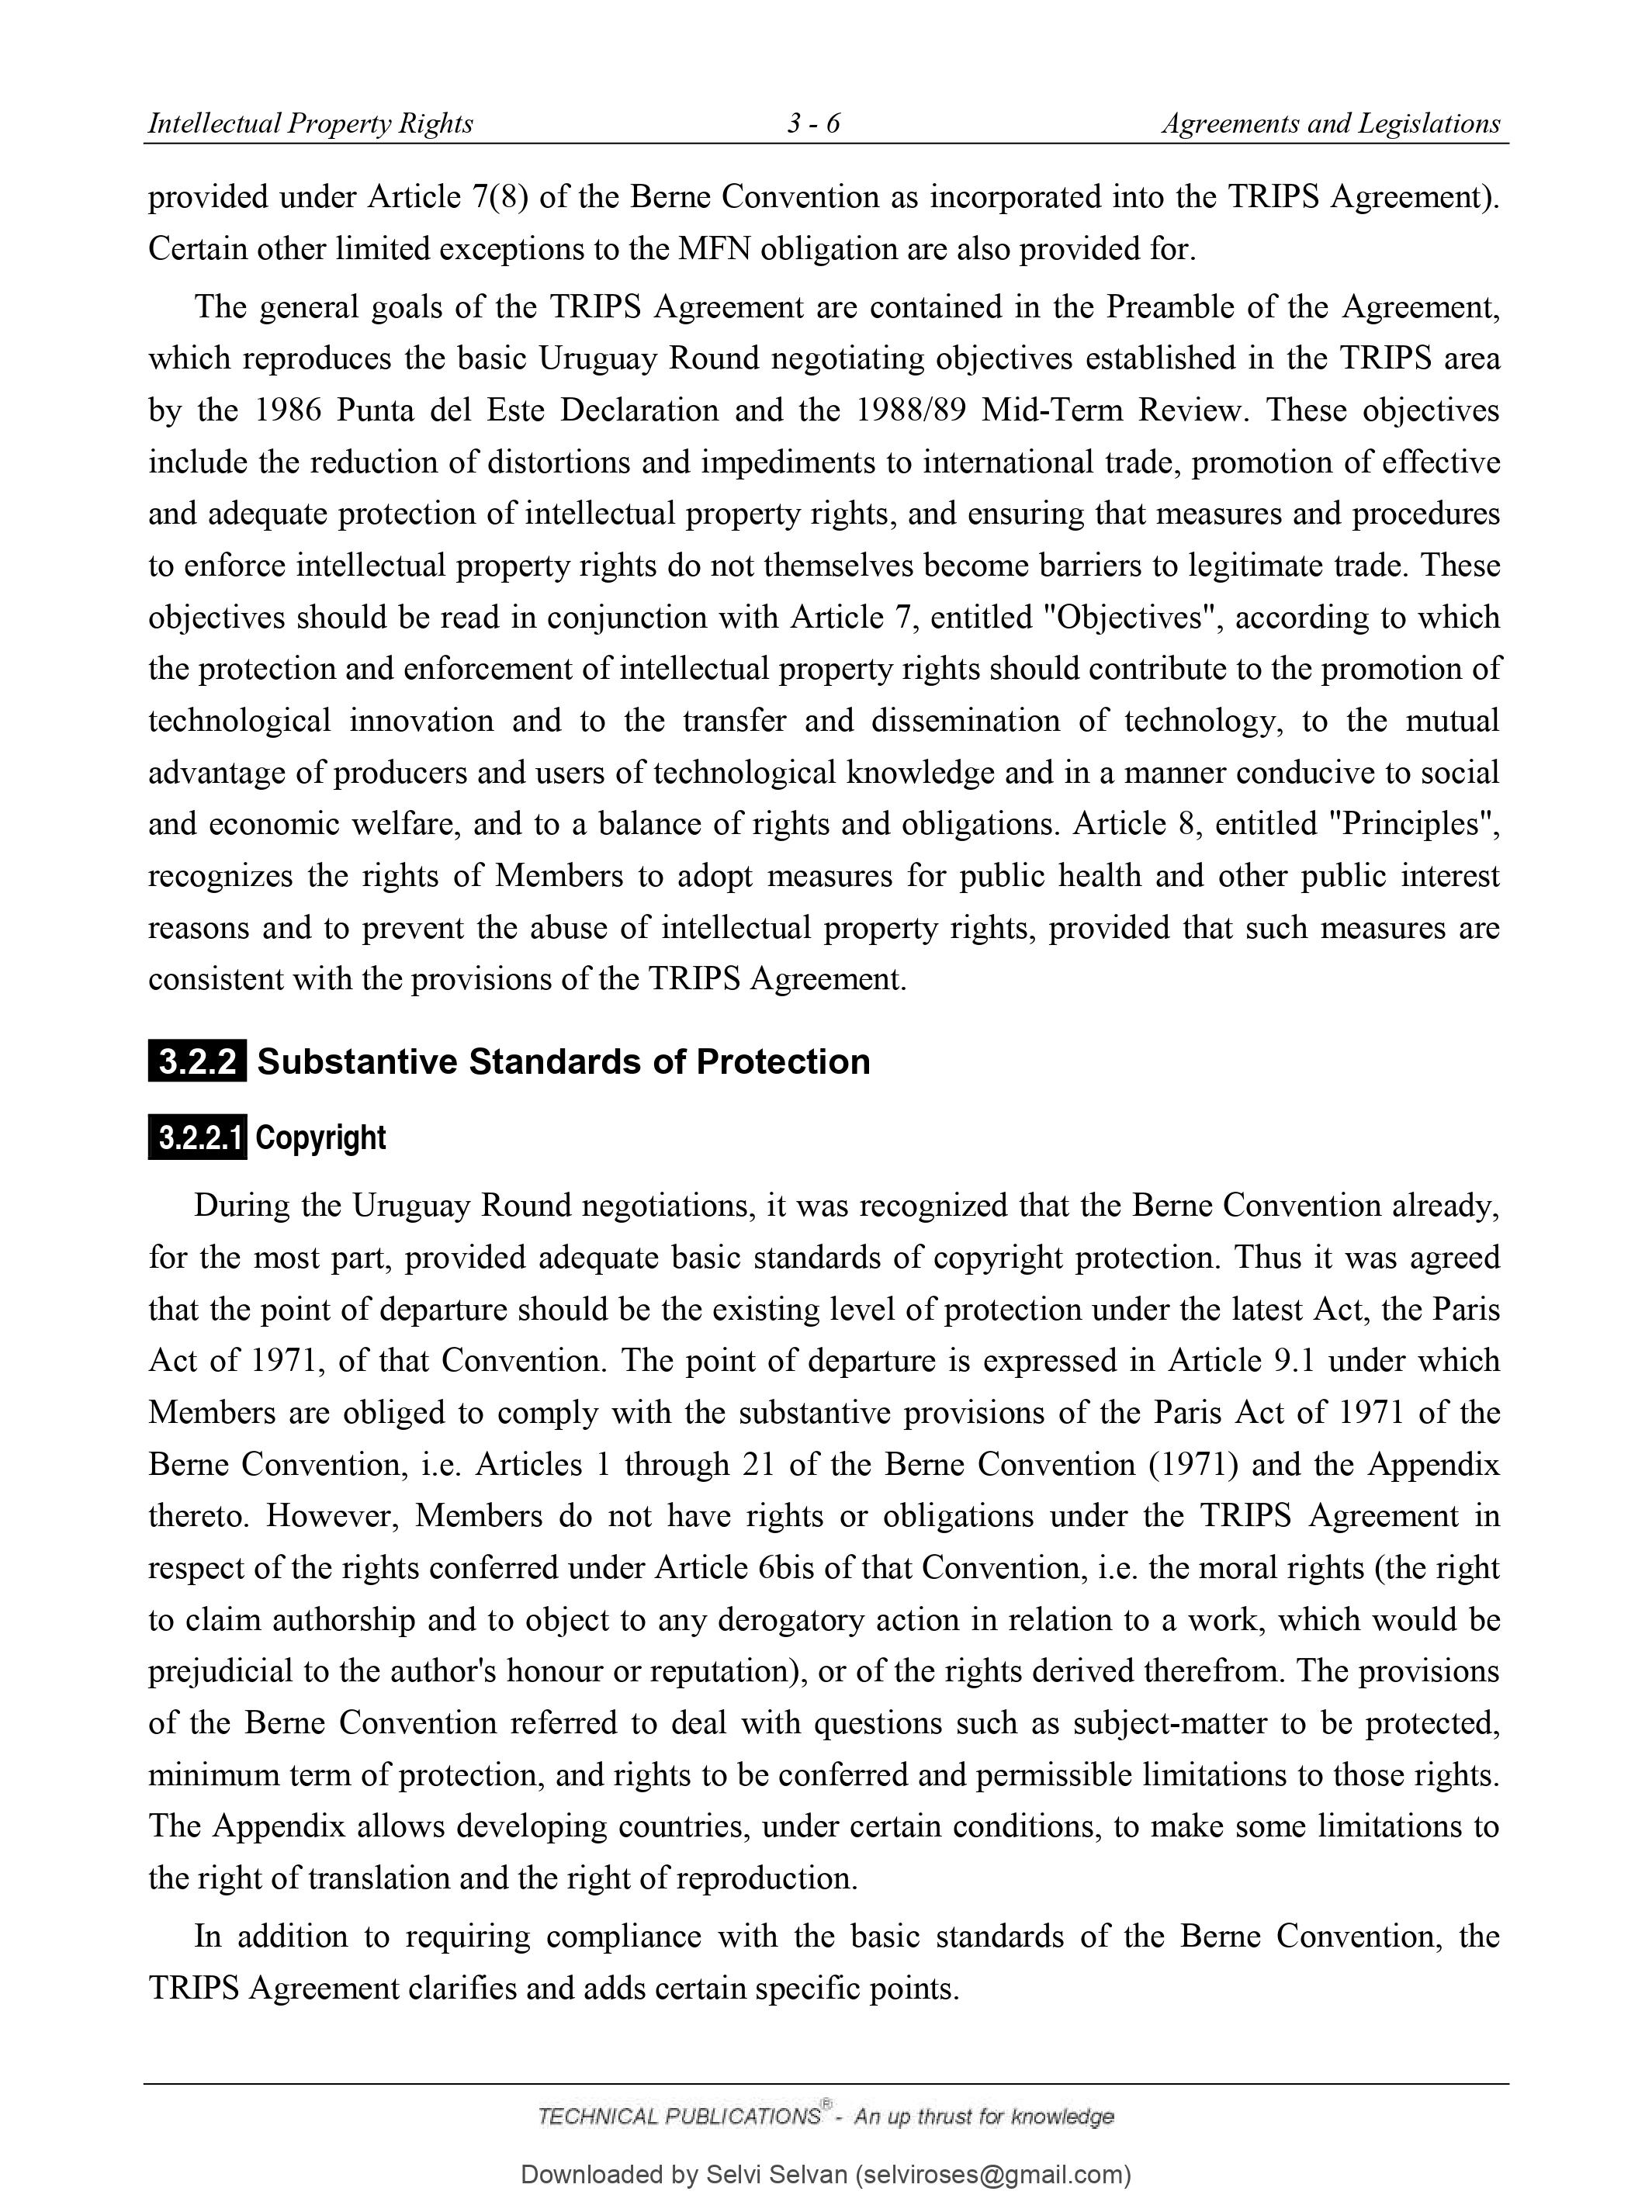 Intellectual Property Rights 3 - 6 Agreements and Legislations
provided under Article 7(8) of the Berne Convention as incorporated into the TRIPS Agreement).
Certain other limited exceptions to the MFN obligation are also provided for.
The general goals of the TRIPS Agreement are contained in the Preamble of the Agreement,
which reproduces the basic Uruguay Round negotiating objectives established in the TRIPS area
by the 1986 Punta del Este Declaration and the 1988/89 Mid-Term Review. These objectives
include the reduction of distortions and impediments to international trade, promotion of effective
and adequate protection of intellectual property rights, and ensuring that measures and procedures
to enforce intellectual property rights do not themselves become barriers to legitimate trade. These
objectives should be read in conjunction with Article 7, entitled "Objectives", according to which
the protection and enforcement of intellectual property rights should contribute to the promotion of
technological innovation and to the transfer and dissemination of technology, to the mutual
advantage of producers and users of technological knowledge and in a manner conducive to social
and economic welfare, and to a balance of rights and obligations. Article 8, entitled "Principles",
recognizes the rights of Members to adopt measures for public health and other public interest
reasons and to prevent the abuse of intellectual property rights, provided that such measures are
consistent with the provisions of the TRIPS Agreement.
3.2.2 Substantive Standards of Protection
3.2.2.1 Copyright
During the Uruguay Round negotiations, it was recognized that the Berne Convention already,
for the most part, provided adequate basic standards of copyright protection. Thus it was agreed
that the point of departure should be the existing level of protection under the latest Act, the Paris
Act of 1971, of that Convention. The point of departure is expressed in Article 9.1 under which
Members are obliged to comply with the substantive provisions of the Paris Act of 1971 of the
Berne Convention, i.e. Articles 1 through 21 of the Berne Convention (1971) and the Appendix
thereto. However, Members do not have rights or obligations under the TRIPS Agreement in
respect of the rights conferred under Article 6bis of that Convention, i.e. the moral rights (the right
to claim authorship and to object to any derogatory action in relation to a work, which would be
prejudicial to the author's honour or reputation), or of the rights derived therefrom. The provisions
of the Berne Convention referred to deal with questions such as subject-matter to be protected,
minimum term of protection, and rights to be conferred and permissible limitations to those rights.
The Appendix allows developing countries, under certain conditions, to make some limitations to
the right of translation and the right of reproduction.
In addition to requiring compliance with the basic standards of the Berne Convention, the
TRIPS Agreement clarifies and adds certain specific points.
TECHNICAL PUBLICATIONS® - An up thrust for knowledge
Downloaded by Selvi Selvan (selviroses@gmail.com)